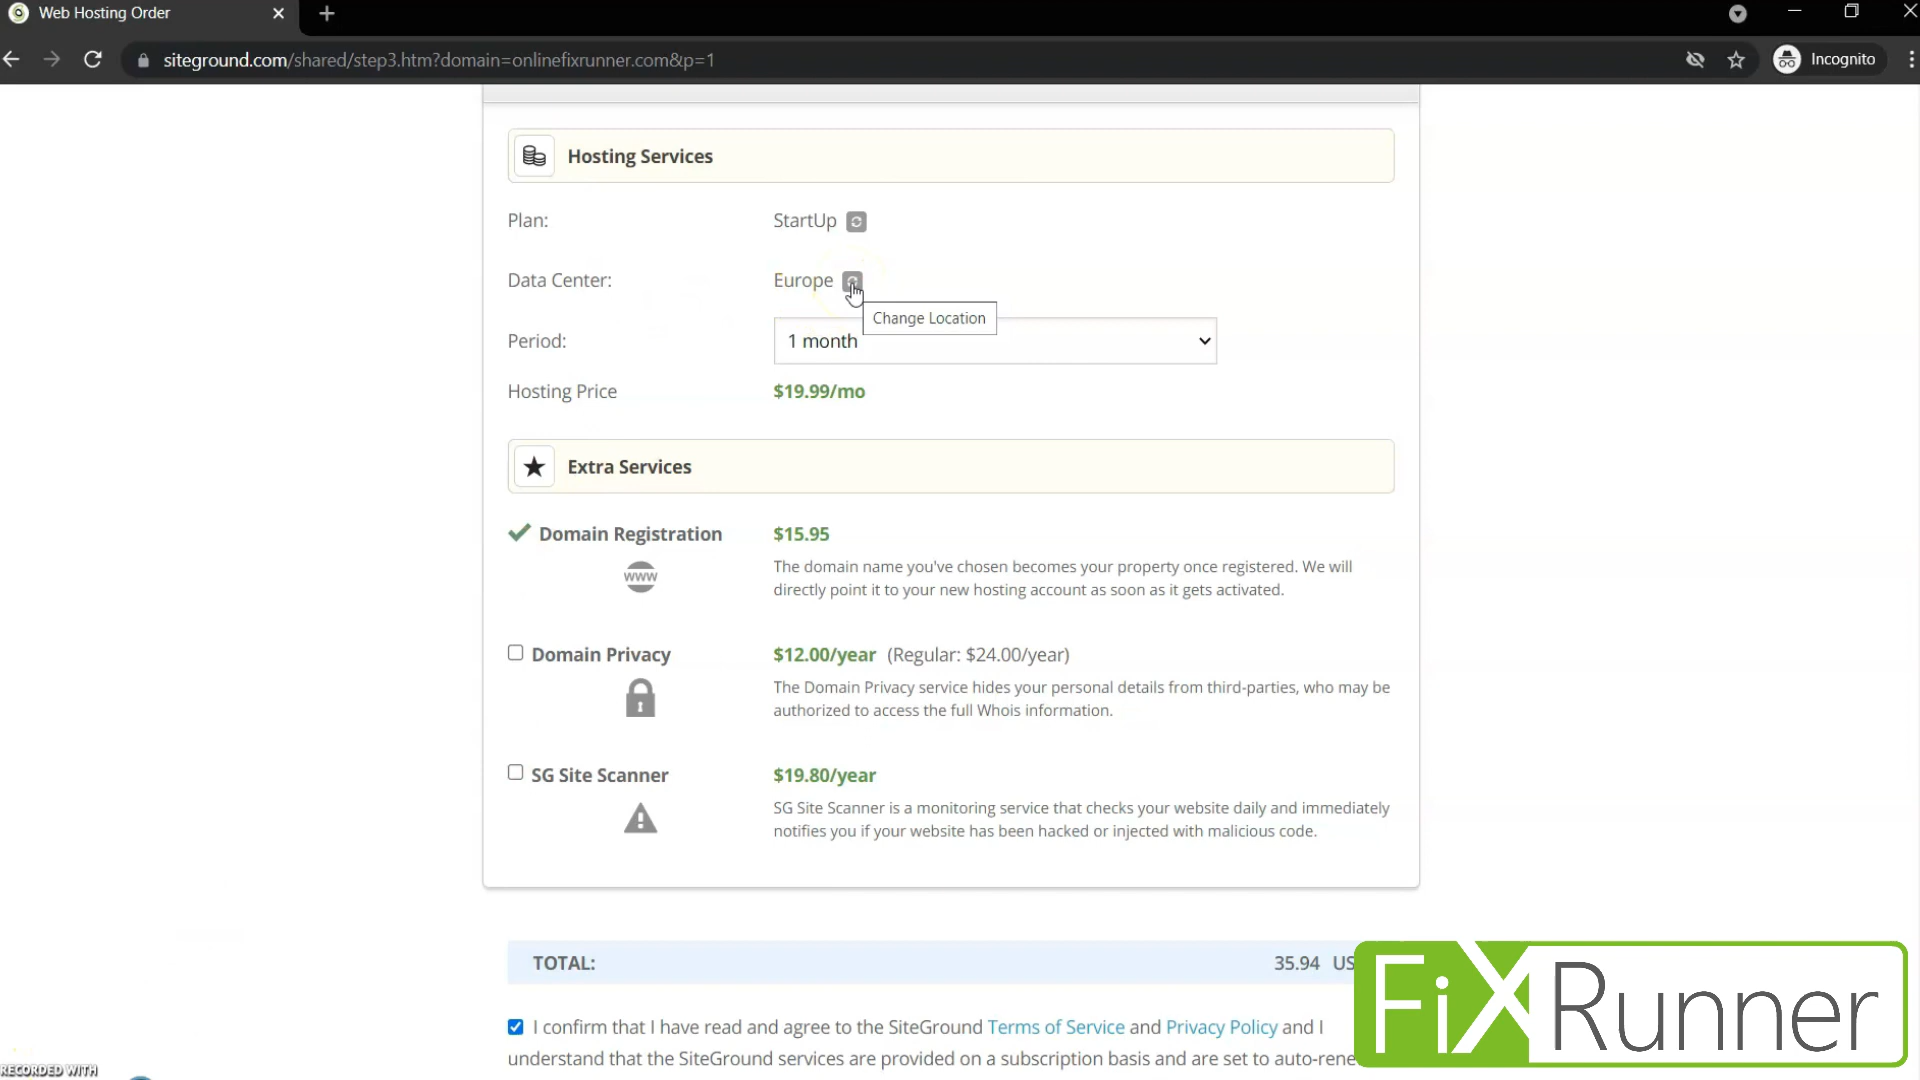 Web Hosting Order
siteground.com/shared/step3.htm?domain=onlinefixrunner.com&p=1
Incognito
Hosting Services
Plan: StartUp
Data Center: Europe
Change Location
Period: 1 month
Hosting Price $19.99/mo
Extra Services
Domain Registration $15.95
www
The domain name you've chosen becomes your property once registered. We will
directly point it to your new hosting account as soon as it gets activated.
Domain Privacy $12.00/year (Regular: $24.00/year)
The Domain Privacy service hides your personal details from third-parties, who may be
authorized to access the full Whois information.
SG Site Scanner $19.80/year
SG Site Scanner is a monitoring service that checks your website daily and immediately
notifies you if your website has been hacked or injected with malicious code.
TOTAL: 35.94 US
I confirm that I have read and agree to the SiteGround Terms of Service and Privacy Policy and I
understand that the SiteGround services are provided on a subscription basis and are set to auto-rene
FiXRunner
RECORDED WITH